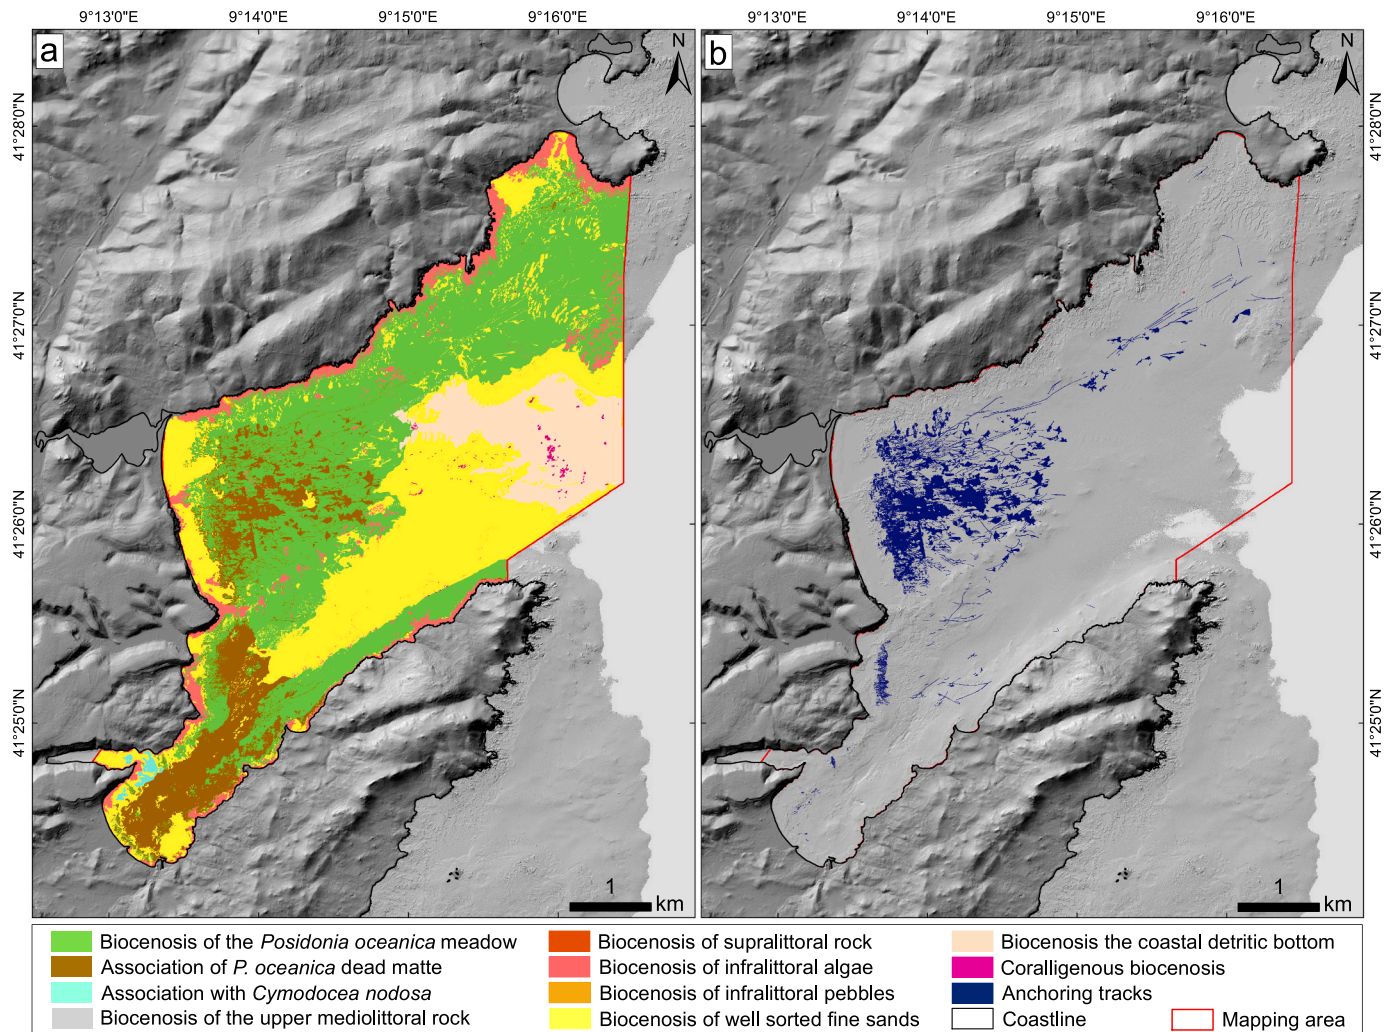 9°13'0"E 9°14'0"E 9°15'0"E 9°16'0"E 9°13'0"E 9°14'0"E 9°15'0"E 9°16'0"E
a
N
b
N
41°28'0"N
41°27'0"N
41°26'0"N
41°25'0"N
41°28'0"N
41°27'0"N
41°26'0"N
41°25'0"N
1
km
1
km
Biocenosis of the Posidonia oceanica meadow
Association of P. oceanica dead matte
Association with Cymodocea nodosa
Biocenosis of the upper mediolittoral rock
Biocenosis of supralittoral rock
Biocenosis of infralittoral algae
Biocenosis of infralittoral pebbles
Biocenosis of well sorted fine sands
Biocenosis the coastal detritic bottom
Coralligenous biocenosis
Anchoring tracks
Coastline
Mapping area